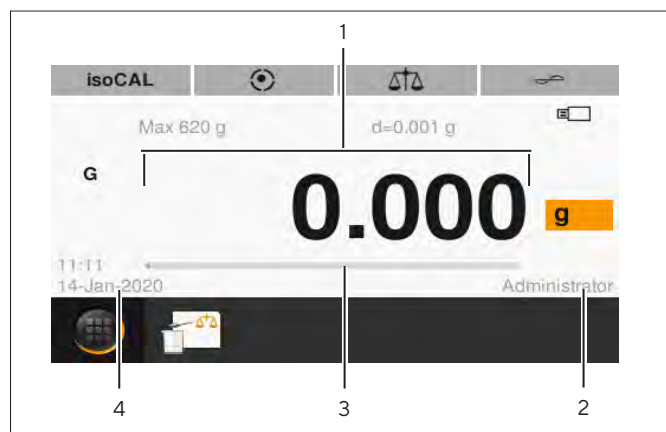 1
isoCAL
Max 620 g d=0.001 g
G
0.000 g
11:11
14-Jan-2020 Administrator
4 3 2